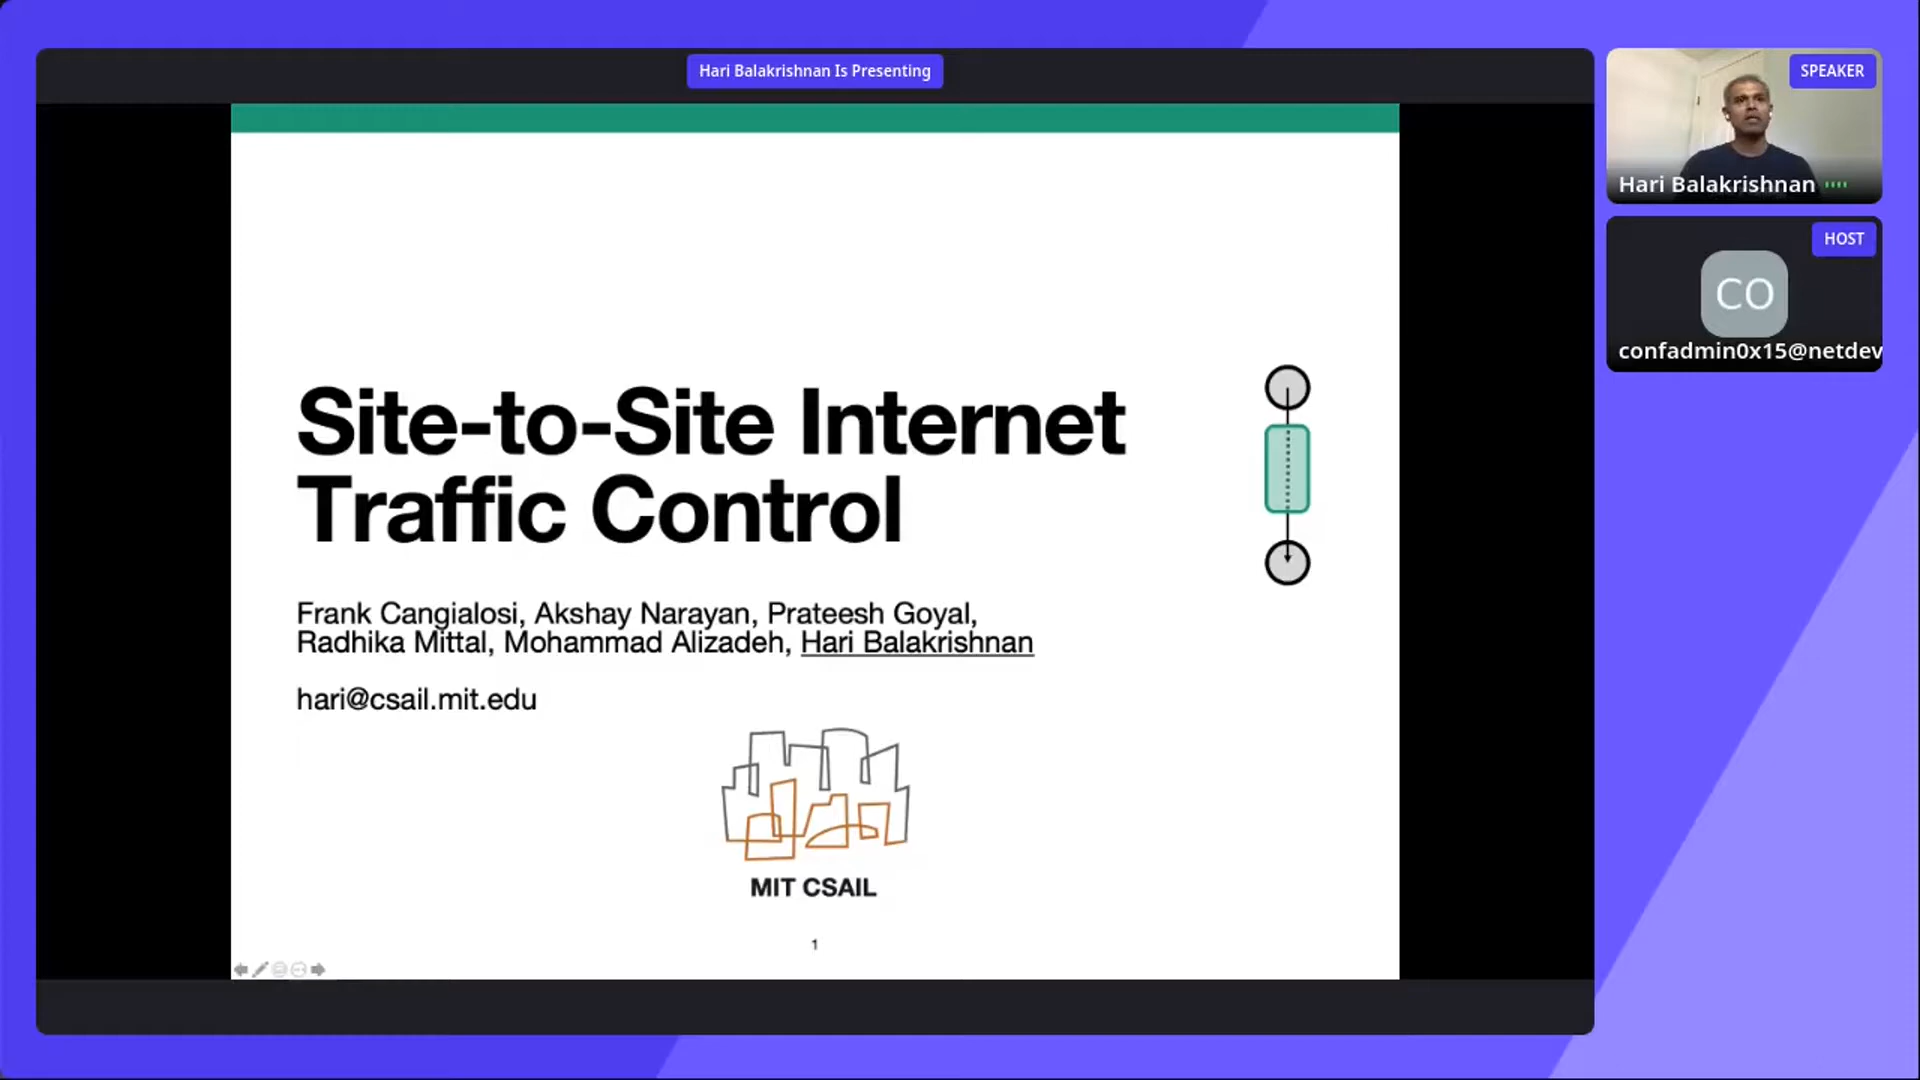 Hari Balakrishnan Is Presenting
SPEAKER
Hari Balakrishnan
HOST
CO
confadmin0x15@netdev
Site-to-Site Internet
Traffic Control
Frank Cangialosi, Akshay Narayan, Prateesh Goyal,
Radhika Mittal, Mohammad Alizadeh, Hari Balakrishnan
hari@csail.mit.edu
MIT CSAIL
1